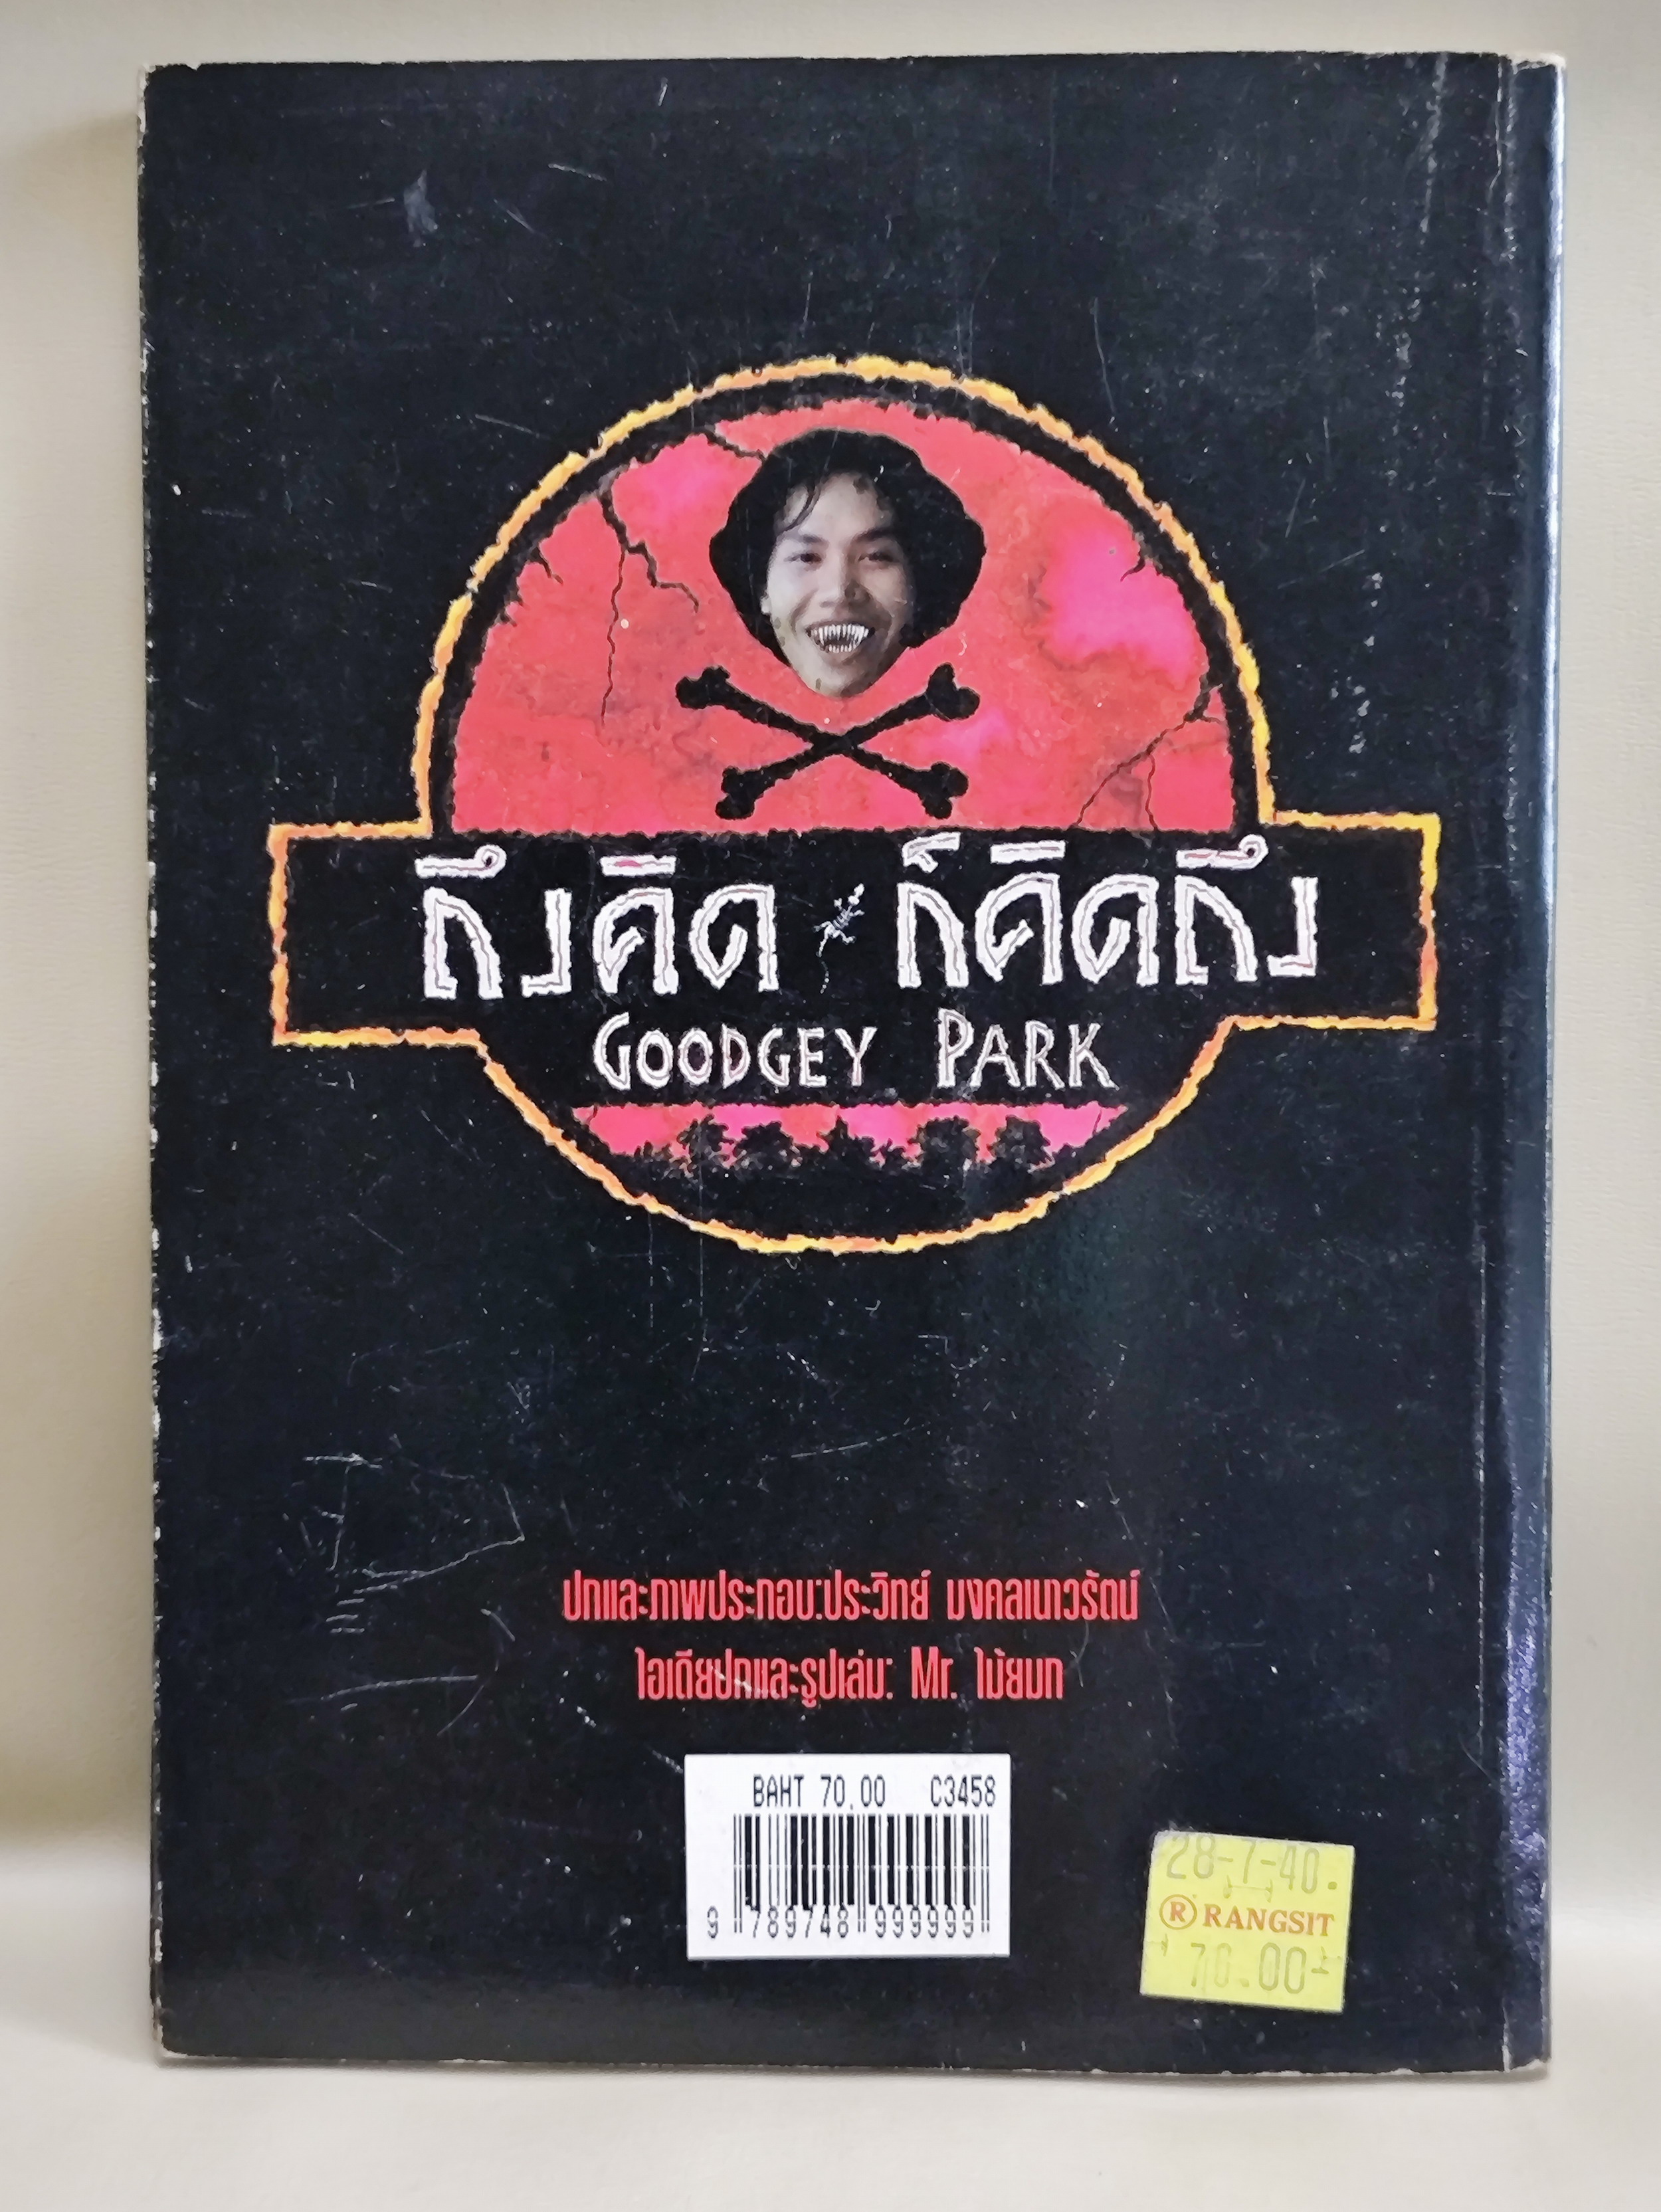 ถึงคิด ก็คิดถึง
GOODGEY PARK
ปกและภาพประกอบ:ประวิทย์ มงคลเนาวรัตน์
ไอเดียปกและรูปเล่ม: Mr. ไม้ยมก
BAHT 70.00 C3458
9 789748 999999
28-7-40.
® RANGSIT
70.00